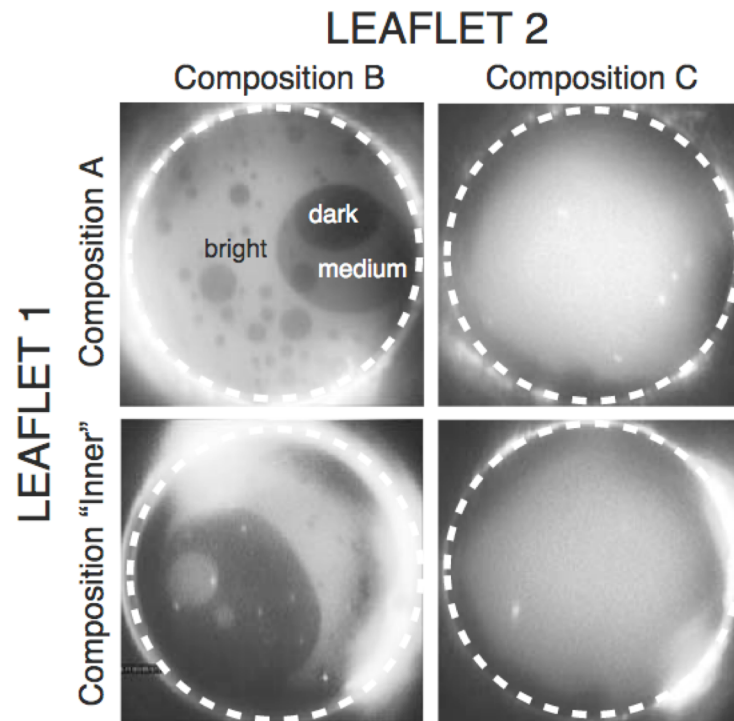 LEAFLET 2
Composition B
Composition C
LEAFLET 1
Composition A
dark
bright
medium
Composition “Inner”